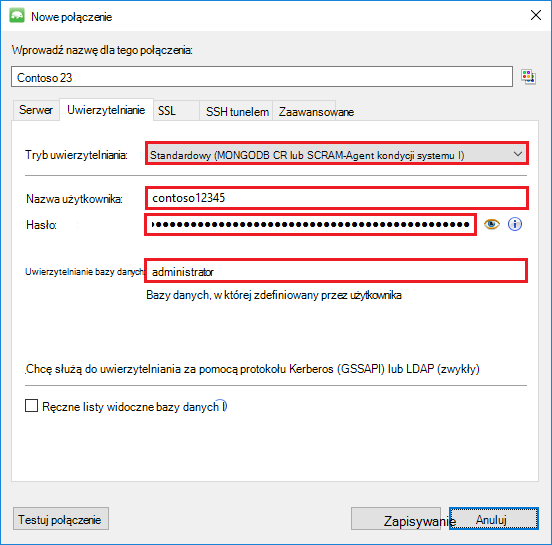 Nowe połączenie
Wprowadź nazwę dla tego połączenia:
Contoso 23
Serwer Uwierzytelnianie SSL SSH tunelem Zaawansowane
Tryb uwierzytelniania: Standardowy (MONGODB CR lub SCRAM-Agent kondycji systemu I)
Nazwa użytkownika: contoso12345
Hasło:
Uwierzytelnianie bazy danych: administrator
Bazy danych, w której zdefiniowany przez użytkownika
Chcę służą do uwierzytelniania za pomocą protokołu Kerberos (GSSAPI) lub LDAP (zwykły)
Ręczne listy widoczne bazy danych I)
Testuj połączenie Zapisywanie Anuluj